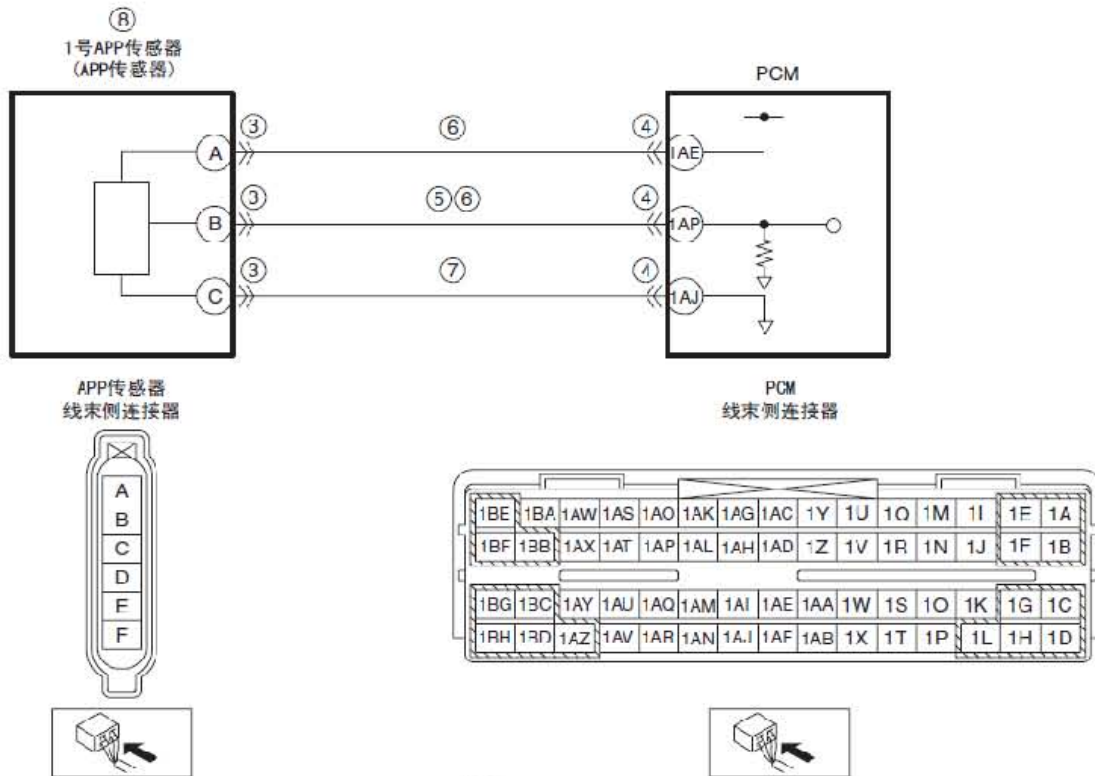 ⑧
1号APP传感器
(APP传感器)
PCM
③ ⑥ ④
A 1AE
③ ⑤⑥ ④
B 1AP
③ ⑦ ④
C 1AJ
APP传感器
线束侧连接器
PCM
线束侧连接器
A
B
C
D
E
F
1BE 1BA 1AW 1AS 1AO 1AK 1AG 1AC 1Y 1U 1Q 1M 1I 1E 1A
1BF 1BB 1AX 1AT 1AP 1AL 1AH 1AD 1Z 1V 1R 1N 1J 1F 1B
1BG 1BC 1AY 1AU 1AQ 1AM 1AI 1AE 1AA 1W 1S 1O 1K 1G 1C
1BH 1BD 1AZ 1AV 1AR 1AN 1AJ 1AF 1AB 1X 1T 1P 1L 1H 1D